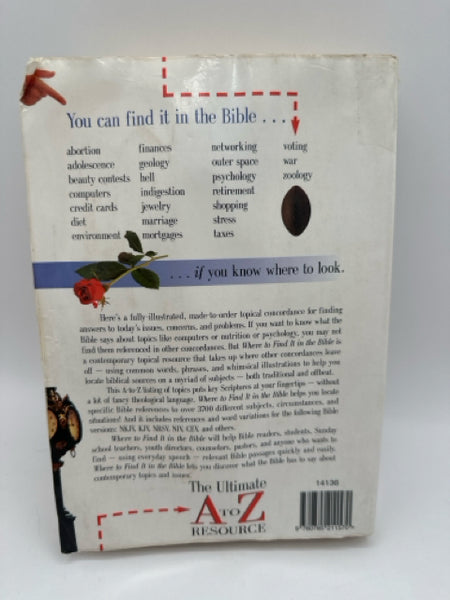 You can find it in the Bible . . .
abortion
adolescence
beauty contests
computers
credit cards
diet
environment
finances
geology
hell
indigestion
jewelry
marriage
mortgages
networking
outer space
psychology
retirement
shopping
stress
taxes
voting
war
zoology
. . . if you know where to look.
Here's a fully illustrated, made-to-order topical concordance for finding
answers to today's issues, concerns, and problems. If you want to know what the
Bible says about topics like computers or nutrition or psychology, you may not
find them referenced in other concordances. But Where to Find It in the Bible is
a contemporary topical resource that takes up where other concordances leave
off — using common words, phrases, and whimsical illustrations to help you
locate biblical sources on a myriad of subjects — both traditional and offbeat.
This A-to-Z listing of topics puts key Scriptures at your fingertips — without
a lot of fancy theological language. Where to Find It in the Bible helps you locate
specific Bible references to over 3700 different subjects, circumstances, and
situations! And it includes references and word variations for the following Bible
versions: NKJV, KJV, NRSV, NIV, CEV, and others.
Where to Find It in the Bible will help Bible readers, students, Sunday
school teachers, youth directors, counselors, pastors, and anyone who wants to
find — using everyday speech — relevant Bible passages quickly and easily.
Where to Find It in the Bible lets you discover what the Bible has to say about
contemporary topics and issues.
The Ultimate
A TO Z
RESOURCE
14136
9 780785 211570